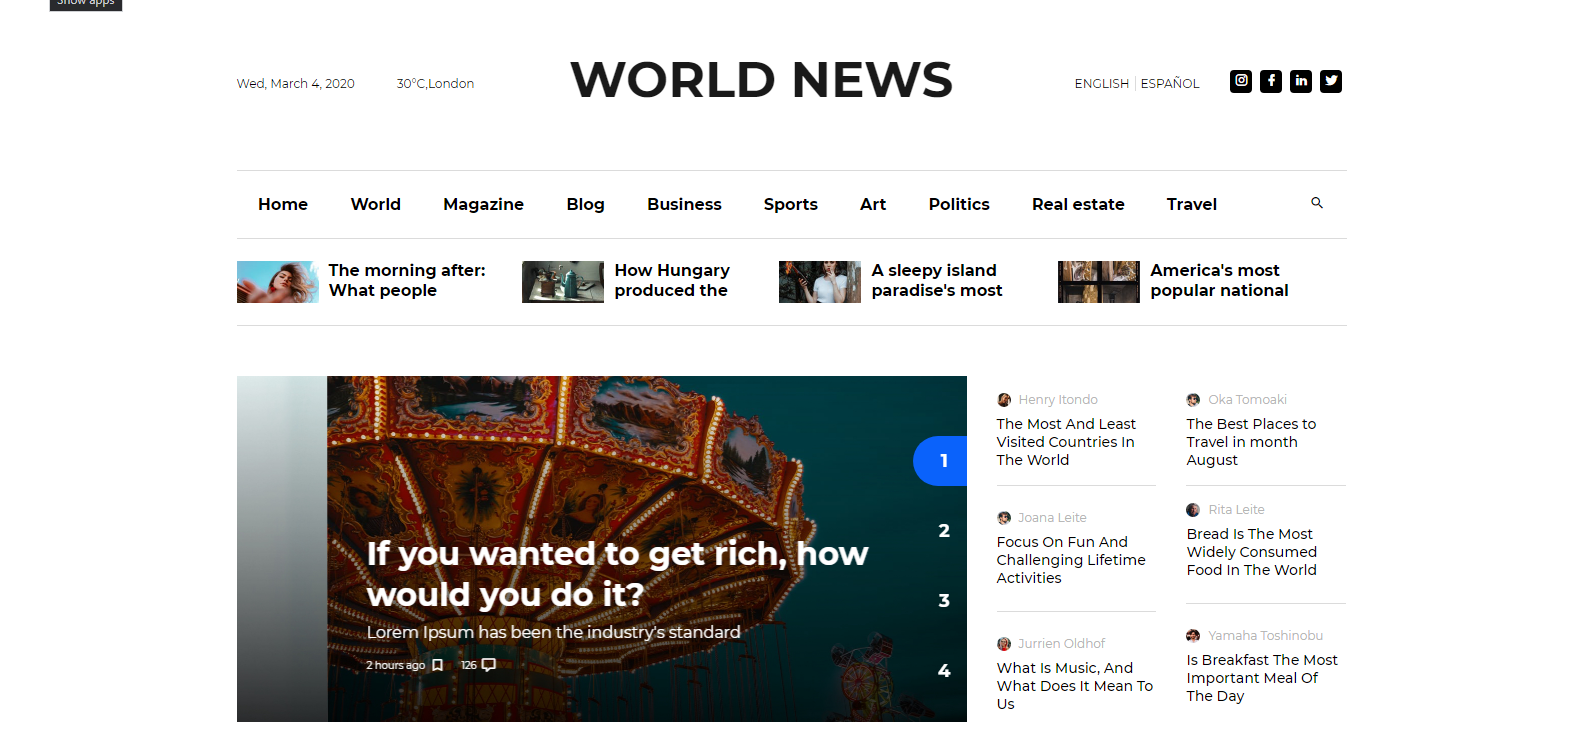 Show apps
Wed, March 4, 2020
30°C,London
WORLD NEWS
ENGLISH | ESPAÑOL
Home World Magazine Blog Business Sports Art Politics Real estate Travel
The morning after:
What people
How Hungary
produced the
A sleepy island
paradise's most
America's most
popular national
If you wanted to get rich, how
would you do it?
Lorem Ipsum has been the industry's standard
2 hours ago
126
1
2
3
4
Henry Itondo
The Most And Least
Visited Countries In
The World
Joana Leite
Focus On Fun And
Challenging Lifetime
Activities
Jurrien Oldhof
What Is Music, And
What Does It Mean To
Us
Oka Tomoaki
The Best Places to
Travel in month
August
Rita Leite
Bread Is The Most
Widely Consumed
Food In The World
Yamaha Toshinobu
Is Breakfast The Most
Important Meal Of
The Day